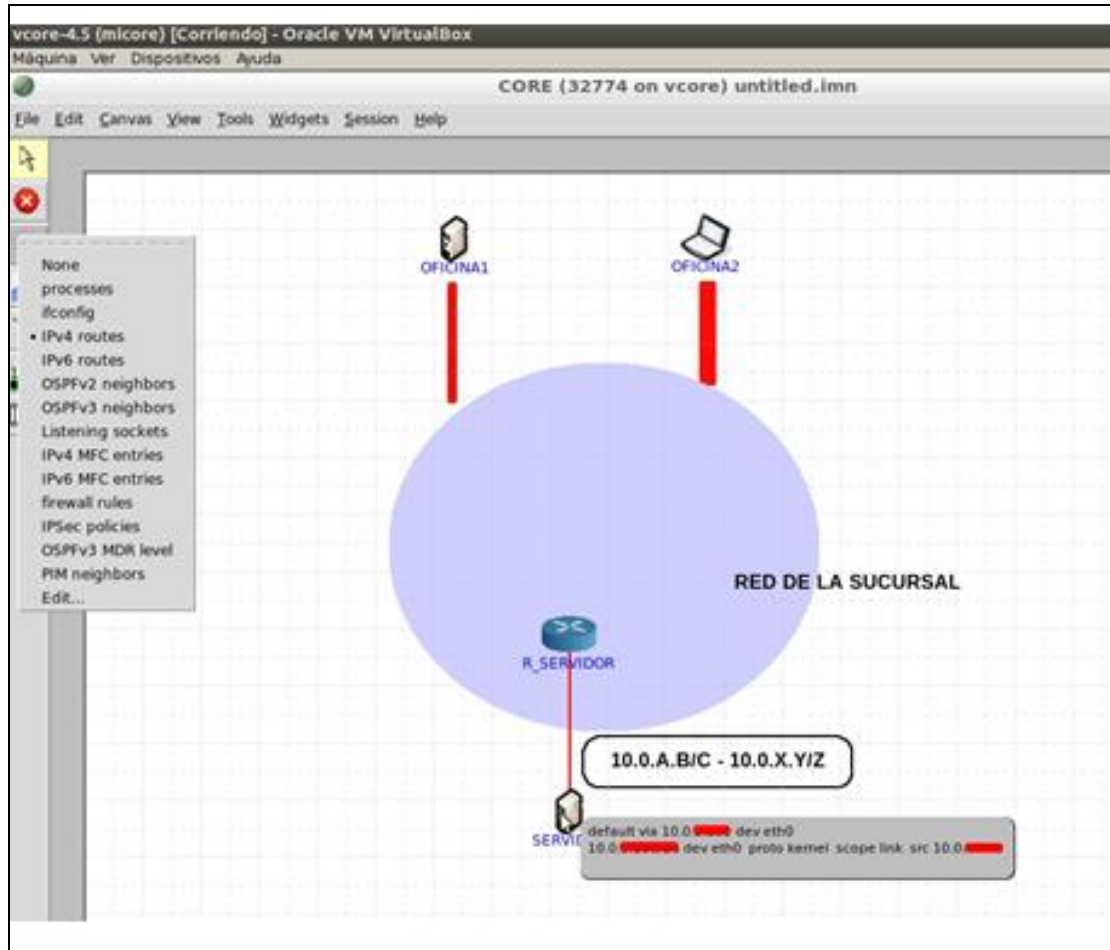 vcore-4.5 (micore) [Corriendo] - Oracle VM VirtualBox
Máquina Ver Dispositivos Ayuda
CORE (32774 on vcore) untitled.imn
File Edit Canvas View Tools Widgets Session Help
OFICINA1
OFICINA2
None
processes
ifconfig
• IPv4 routes
IPv6 routes
OSPFv2 neighbors
OSPFv3 neighbors
Listening sockets
IPv4 MFC entries
IPv6 MFC entries
firewall rules
IPSec policies
OSPFv3 MDR level
PIM neighbors
Edit...
RED DE LA SUCURSAL
R_SERVIDOR
10.0.A.B/C - 10.0.X.Y/Z
default via 10.0. dev eth0
10.0. dev eth0 proto kernel scope link src 10.0.